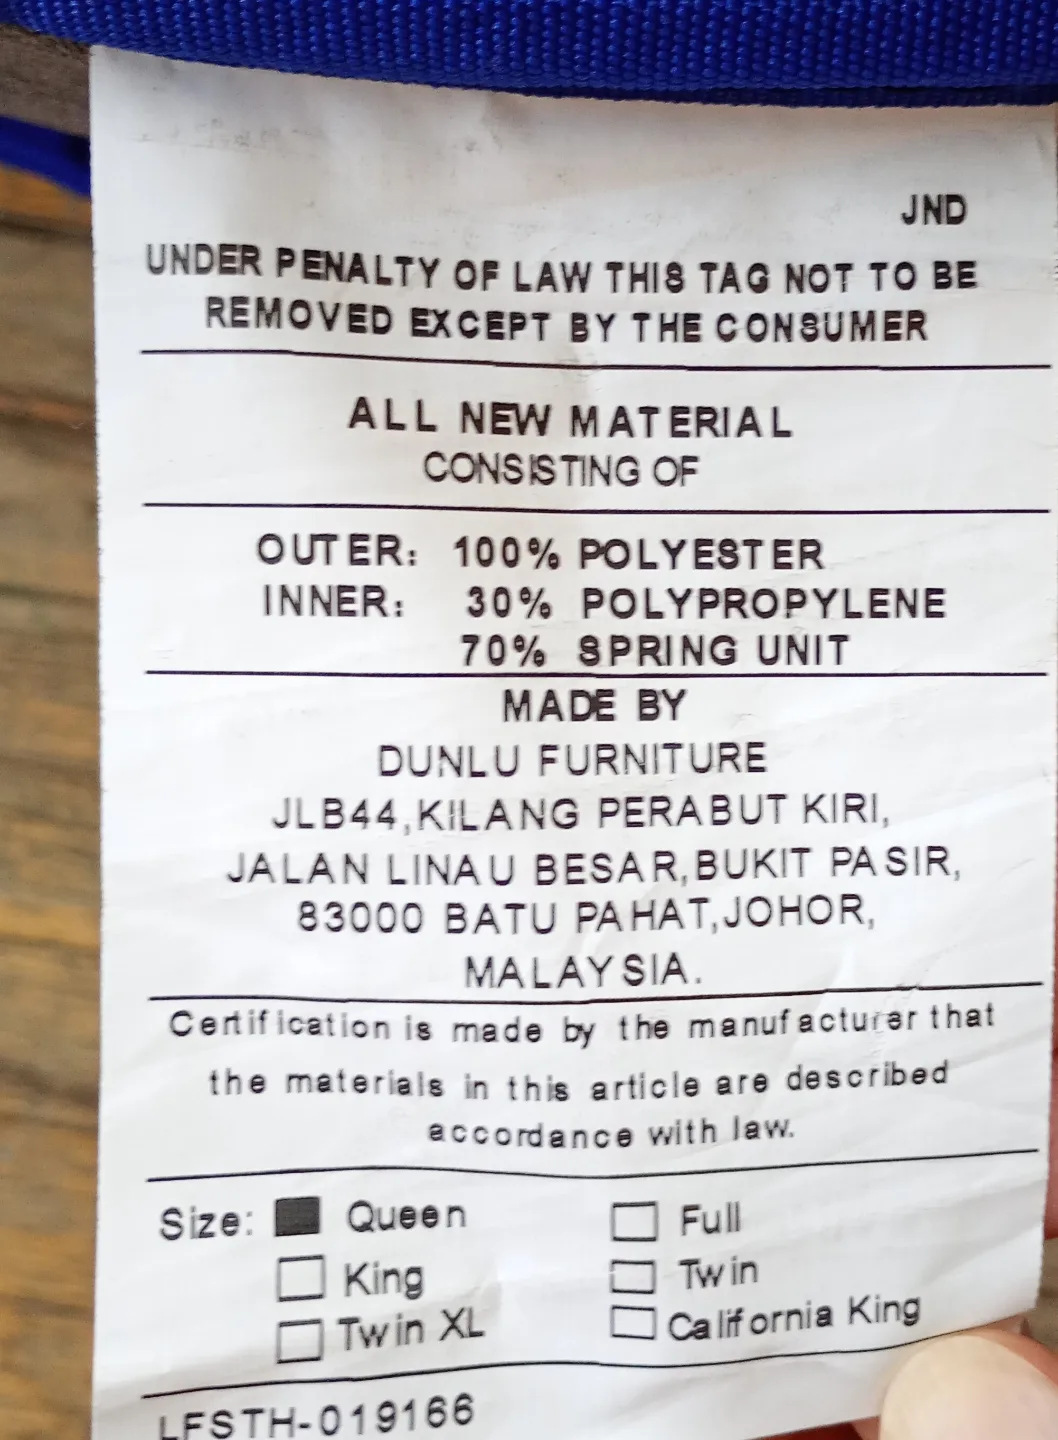 JND
UNDER PENALTY OF LAW THIS TAG NOT TO BE
REMOVED EXCEPT BY THE CONSUMER
ALL NEW MATERIAL
CONSISTING OF
OUTER: 100% POLYESTER
INNER: 30% POLYPROPYLENE
70% SPRING UNIT
MADE BY
DUNLU FURNITURE
JLB44,KILANG PERABUT KIRI,
JALAN LINAU BESAR,BUKIT PASIR,
83000 BATU PAHAT,JOHOR,
MALAYSIA.
Certification is made by the manufacturer that
the materials in this article are described
accordance with law.
Size: Queen Full
King Twin
Twin XL California King
LFSTH-019166